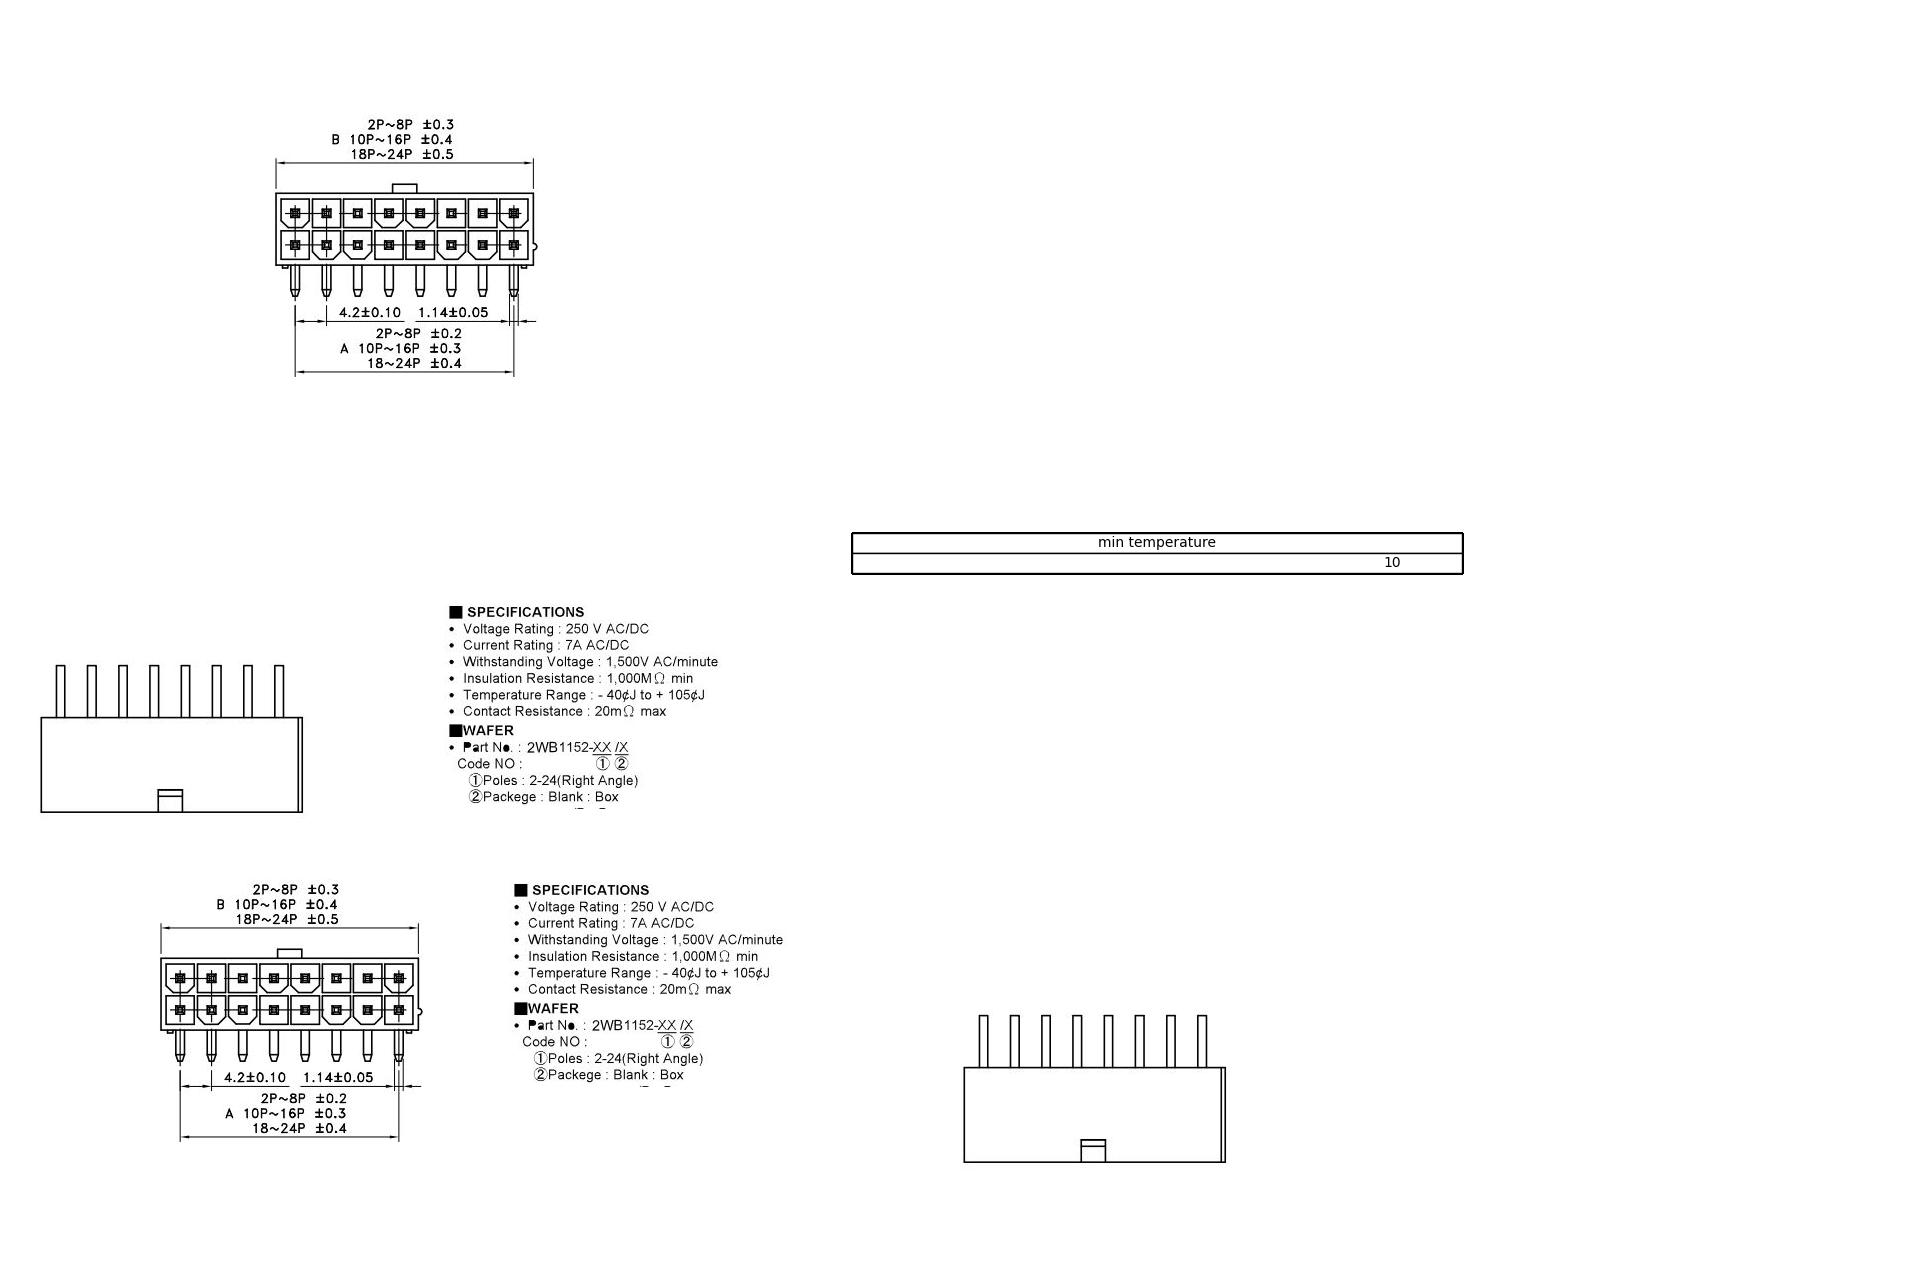 2P~8P ±0.3
B 10P~16P ±0.4
18P~24P ±0.5
4.2±0.10 1.14±0.05
2P~8P ±0.2
A 10P~16P ±0.3
18~24P ±0.4
min temperature
10
■ SPECIFICATIONS
• Voltage Rating : 250 V AC/DC
• Current Rating : 7A AC/DC
• Withstanding Voltage : 1,500V AC/minute
• Insulation Resistance : 1,000MΩ min
• Temperature Range : - 40¢J to + 105¢J
• Contact Resistance : 20mΩ max
■WAFER
• Part No. : 2WB1152-XX /X
Code NO : ① ②
①Poles : 2-24(Right Angle)
②Packege : Blank : Box
2P~8P ±0.3
B 10P~16P ±0.4
18P~24P ±0.5
4.2±0.10 1.14±0.05
2P~8P ±0.2
A 10P~16P ±0.3
18~24P ±0.4
■ SPECIFICATIONS
• Voltage Rating : 250 V AC/DC
• Current Rating : 7A AC/DC
• Withstanding Voltage : 1,500V AC/minute
• Insulation Resistance : 1,000MΩ min
• Temperature Range : - 40¢J to + 105¢J
• Contact Resistance : 20mΩ max
■WAFER
• Part No. : 2WB1152-XX /X
Code NO : ① ②
①Poles : 2-24(Right Angle)
②Packege : Blank : Box